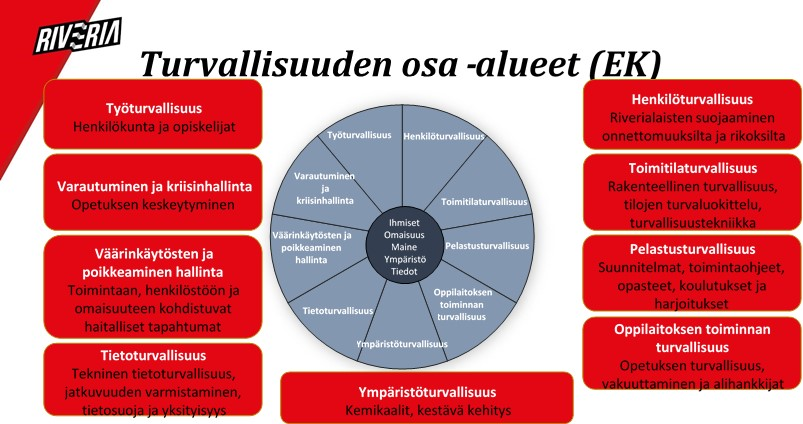 RIVERIA
Turvallisuuden osa -alueet (EK)
Työturvallisuus
Henkilökunta ja opiskelijat
Varautuminen ja kriisinhallinta
Opetuksen keskeytyminen
Väärinkäytösten ja
poikkeaminen hallinta
Toimintaan, henkilöstöön ja
omaisuuteen kohdistuvat
haitalliset tapahtumat
Tietoturvallisuus
Tekninen tietoturvallisuus,
jatkuvuuden varmistaminen,
tietosuoja ja yksityisyys
Työturvallisuus
Henkilöturvallisuus
Varautuminen
ja
kriisinhallinta
Toimitilaturvallisuus
Väärinkäytösten ja
poikkeaminen
hallinta
Ihmiset
Omaisuus
Maine
Ympäristö
Tiedot
Pelastusturvallisuus
Oppilaitoksen
toiminnan
turvallisuus
Tietoturvallisuus
Ympäristöturvallisuus
Ympäristöturvallisuus
Kemikaalit, kestävä kehitys
Henkilöturvallisuus
Riverialaisten suojaaminen
onnettomuuksilta ja rikoksilta
Toimitilaturvallisuus
Rakenteellinen turvallisuus,
tilojen turvaluokittelu,
turvallisuustekniikka
Pelastusturvallisuus
Suunnitelmat, toimintaohjeet,
opasteet, koulutukset ja
harjoitukset
Oppilaitoksen toiminnan
turvallisuus
Opetuksen turvallisuus,
vakuuttaminen ja alihankkijat